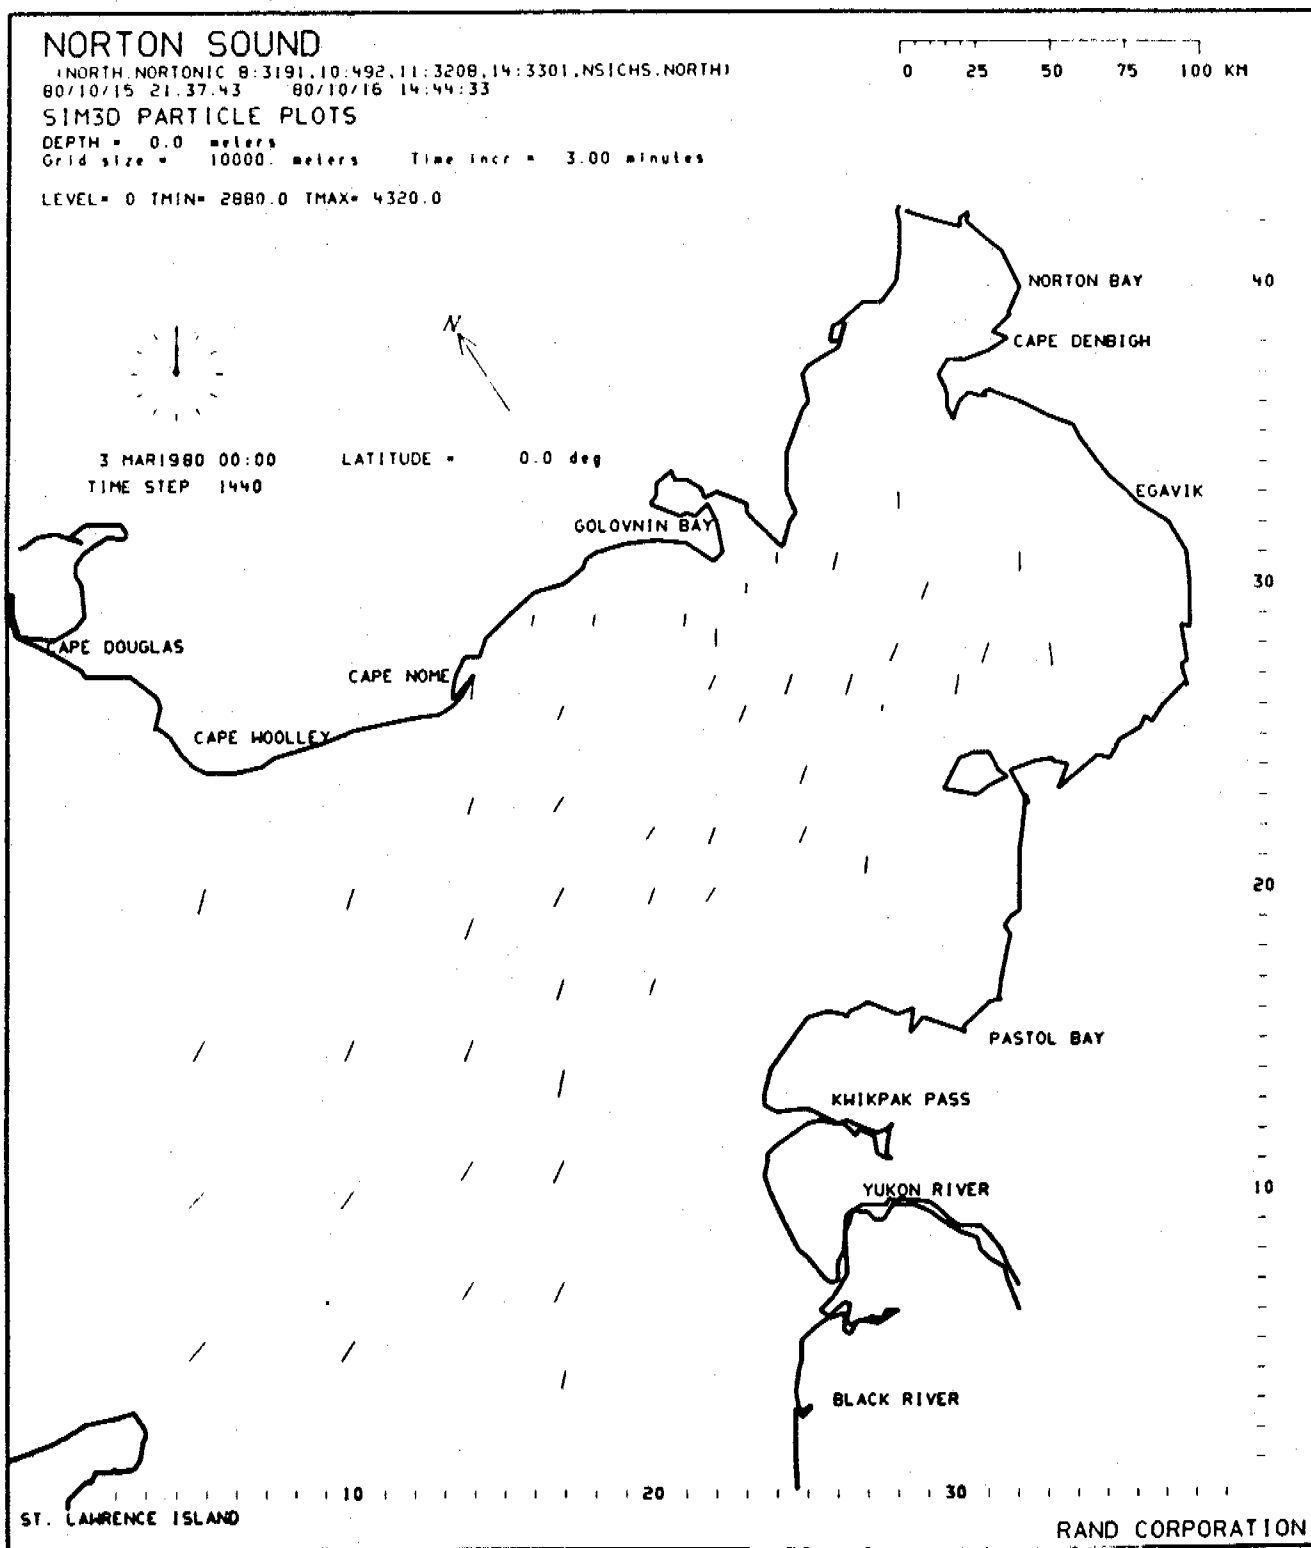 NORTON SOUND
(NORTH.NORTONIC 8:3191,10:492,11:3208,14:3301,NSICHS.NORTH)
80/10/15 21.37.43 80/10/16 14:44:33
SIM3D PARTICLE PLOTS
DEPTH = 0.0 meters
Grid size = 10000. meters Time incr = 3.00 minutes
LEVEL= 0 TMIN= 2880.0 TMAX= 4320.0
0 25 50 75 100 KM
40
NORTON BAY
N
CAPE DENBIGH
3 MAR1980 00:00 LATITUDE = 0.0 deg
TIME STEP 1440
EGAVIK
GOLOVNIN BAY
30
CAPE DOUGLAS
CAPE NOME
CAPE WOOLLEY
20
PASTOL BAY
KWIKPAK PASS
YUKON RIVER
10
BLACK RIVER
10 20 30
ST. LAWRENCE ISLAND
RAND CORPORATION